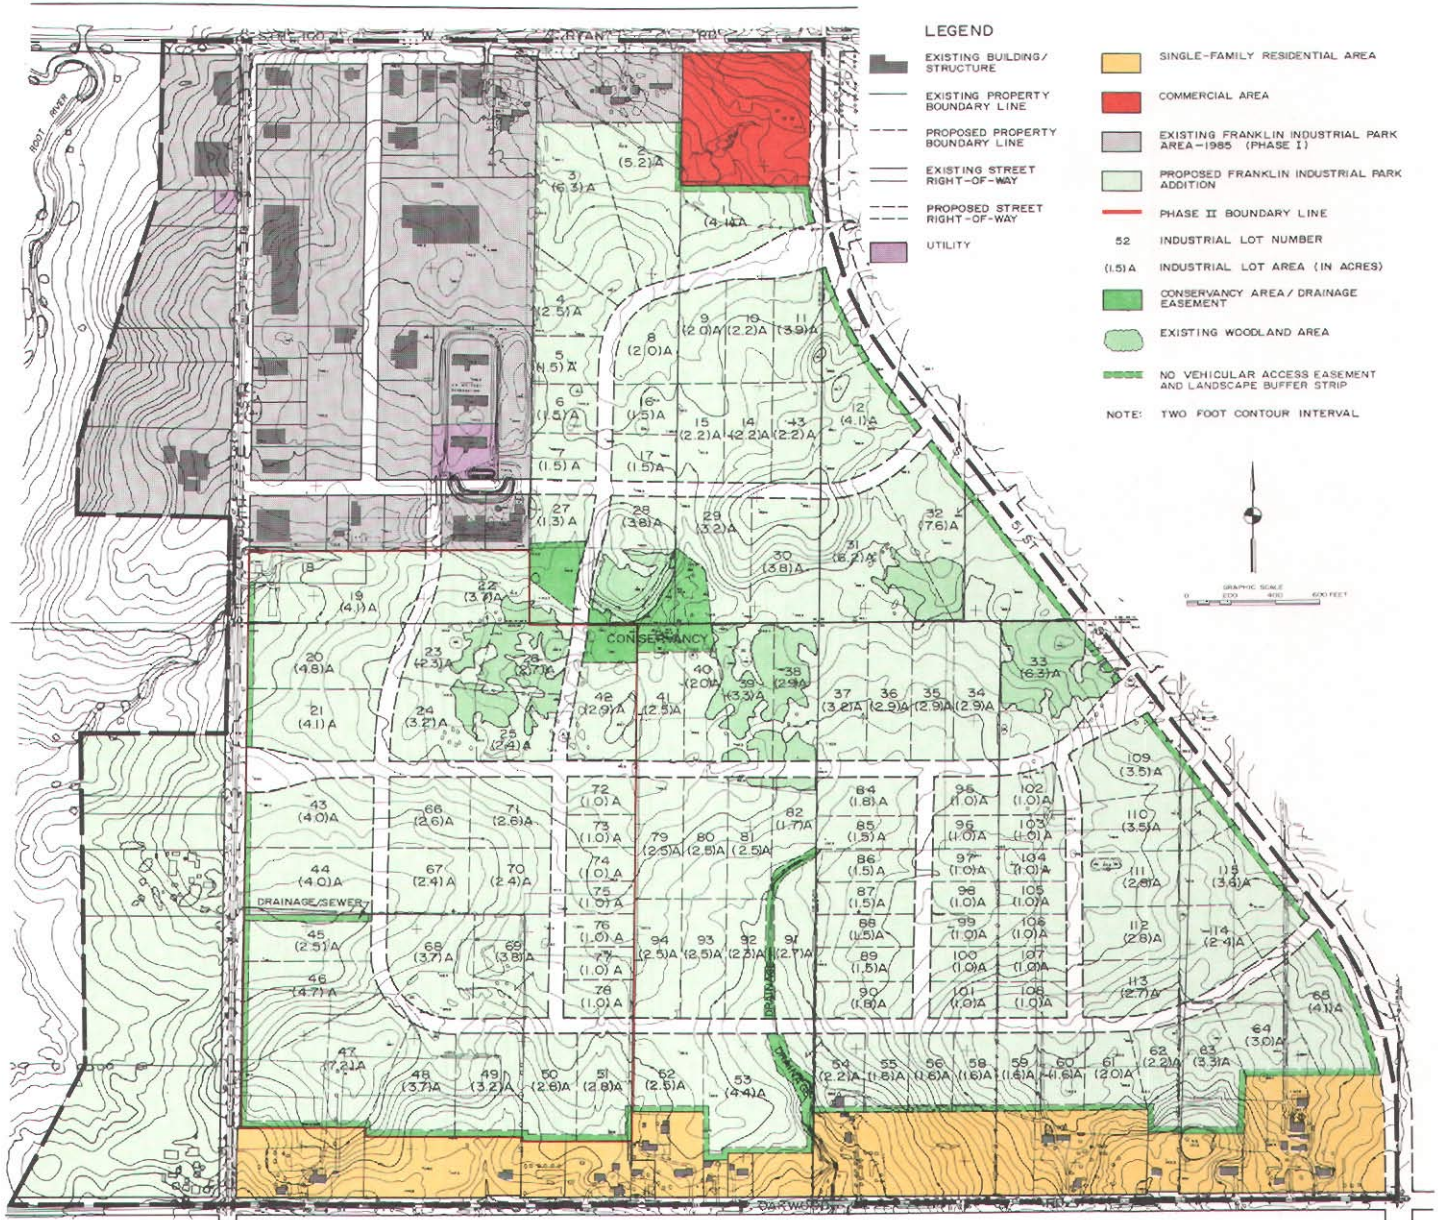 LEGEND
EXISTING BUILDING/
STRUCTURE
EXISTING PROPERTY
BOUNDARY LINE
PROPOSED PROPERTY
BOUNDARY LINE
EXISTING STREET
RIGHT-OF-WAY
PROPOSED STREET
RIGHT-OF-WAY
UTILITY
SINGLE-FAMILY RESIDENTIAL AREA
COMMERCIAL AREA
EXISTING FRANKLIN INDUSTRIAL PARK
AREA-1985 (PHASE I)
PROPOSED FRANKLIN INDUSTRIAL PARK
ADDITION
PHASE II BOUNDARY LINE
52 INDUSTRIAL LOT NUMBER
(1.5) A INDUSTRIAL LOT AREA (IN ACRES)
CONSERVANCY AREA/DRAINAGE
EASEMENT
EXISTING WOODLAND AREA
NO VEHICULAR ACCESS EASEMENT
AND LANDSCAPE BUFFER STRIP
NOTE: TWO FOOT CONTOUR INTERVAL
GRAPHIC SCALE
0 200 400 600 FEET
ROOT RIVER
W. RYAN RD.
51 ST
2
(5.2)A
3
(6.3)A
1
(4.1)A
4
(2.5)A
5
(1.5)A
6
(1.5)A
7
(1.5)A
8
(2.0)A
9
(2.0)A
10
(2.2)A
11
(3.9)A
12
(4.1)A
16
(1.5)A
15
(2.2)A
14
(2.2)A
(2.2)A
17
(1.5)A
27
(1.3)A
28
(3.8)A
29
(3.2)A
30
(3.8)A
31
(6.2)A
32
(7.6)A
18
19
(4.1)A
22
20
(4.8)A
21
(4.1)A
23
(2.3)A
24
(3.2)A
25
(2.4)A
(2.7)A
CONSERVANCY
42
(2.9)A
41
(2.5)A
40
39
(3.3)A
38
37
(3.2)A
36
(2.9)A
35
(2.9)A
34
(2.9)A
33
(6.3)A
43
(4.0)A
44
(4.0)A
DRAINAGE/SEWER
45
(2.5)A
46
(4.7)A
47
(7.2)A
66
(2.6)A
71
(2.6)A
67
(2.4)A
70
(2.4)A
68
(3.7)A
69
(3.8)A
72
(1.0)A
73
(1.0)A
74
(1.0)A
75
(1.0)A
76
(1.0)A
77
(1.0)A
78
(1.0)A
79
(2.5)A
80
(2.5)A
81
(2.5)A
82
(1.7)A
94
(2.5)A
93
(2.5)A
92
(2.3)A
91
(2.7)A
84
(1.8)A
85
(1.5)A
86
(1.5)A
87
(1.5)A
88
(1.5)A
89
(1.5)A
90
(1.8)A
95
(1.0)A
96
(1.0)A
97
(1.0)A
98
(1.0)A
99
(1.0)A
100
(1.0)A
101
(1.0)A
102
(1.0)A
103
(1.0)A
104
(1.0)A
105
(1.0)A
106
(1.0)A
107
(1.0)A
108
(1.0)A
109
(3.5)A
110
(3.5)A
111
(2.8)A
112
(2.8)A
113
(2.7)A
114
(2.4)A
115
(3.6)A
48
(3.7)A
49
(3.2)A
50
(2.8)A
51
(2.8)A
52
(2.5)A
53
(4.4)A
54
(2.2)A
55
(1.8)A
56
(1.6)A
58
(1.6)A
59
(1.6)A
60
(1.6)A
61
(2.0)A
62
(2.2)A
63
(3.3)A
64
(3.0)A
65
(4.1)A
DRAINAGE